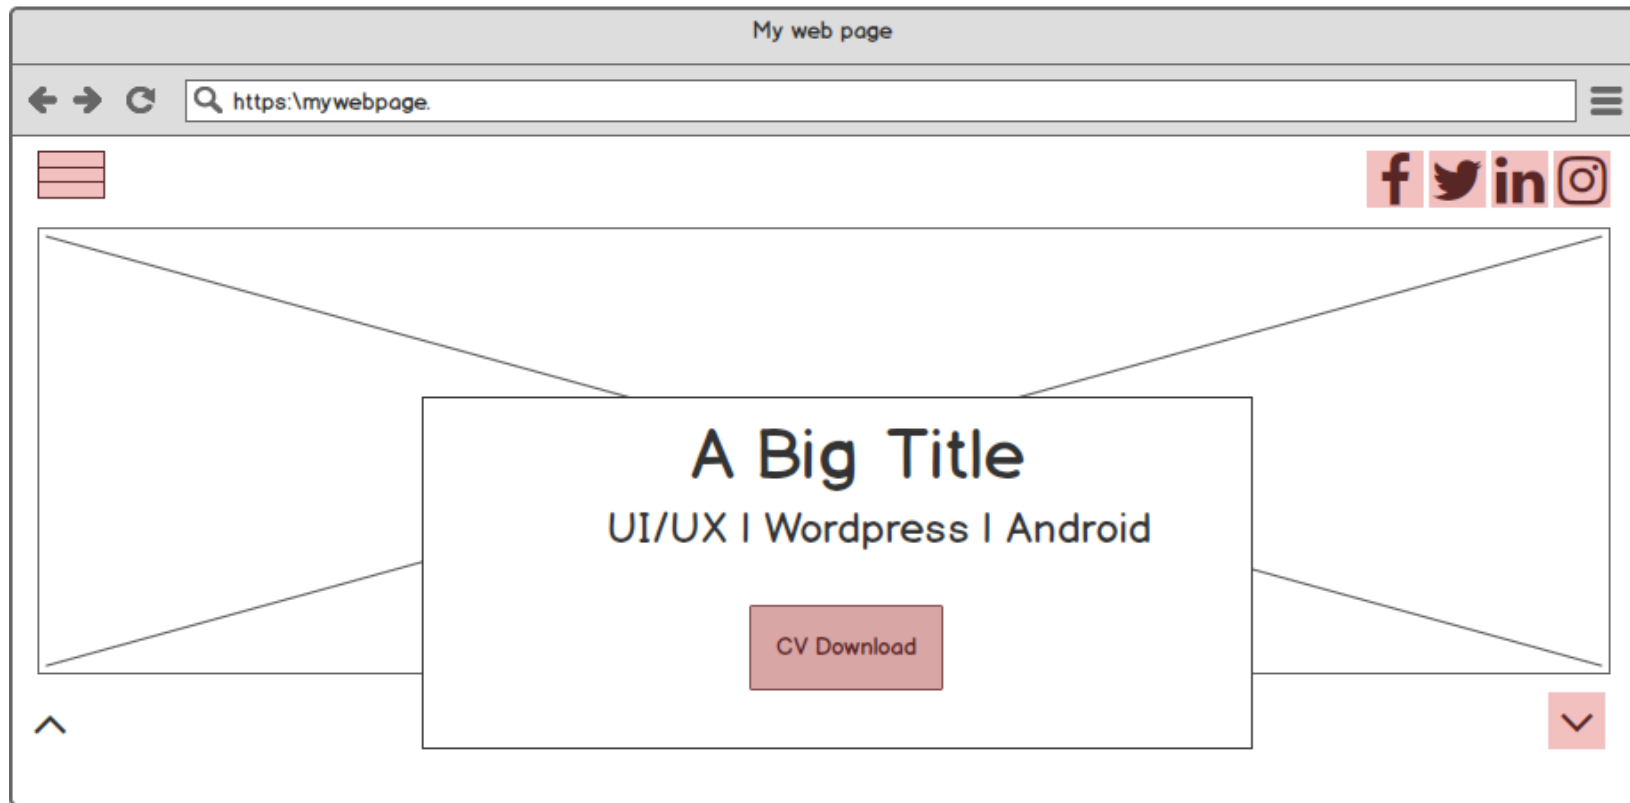 My web page
https:\mywebpage.
A Big Title
UI/UX | Wordpress | Android
CV Download